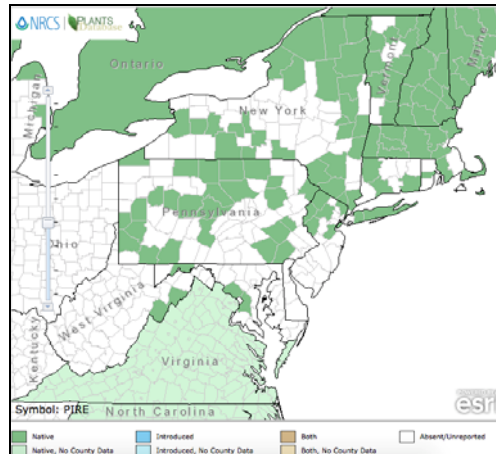 NRCS PLANTS
Database
Ontario
Michigan
Vermont
Maine
New York
Pennsylvania
Ohio
West Virginia
Kentucky
Virginia
North Carolina
Symbol: PIRE
esri
Native
Introduced
Both
Absent/Unreported
Native, No County Data
Introduced, No County Data
Both, No County Data